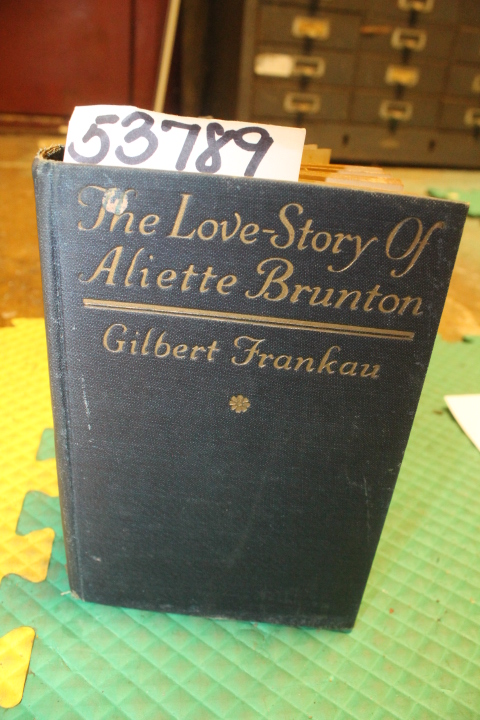 53789
The Love-Story Of
Aliette Brunton
Gilbert Frankau